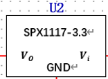 U2
SPX1117-3.3
Vo Vi
GND